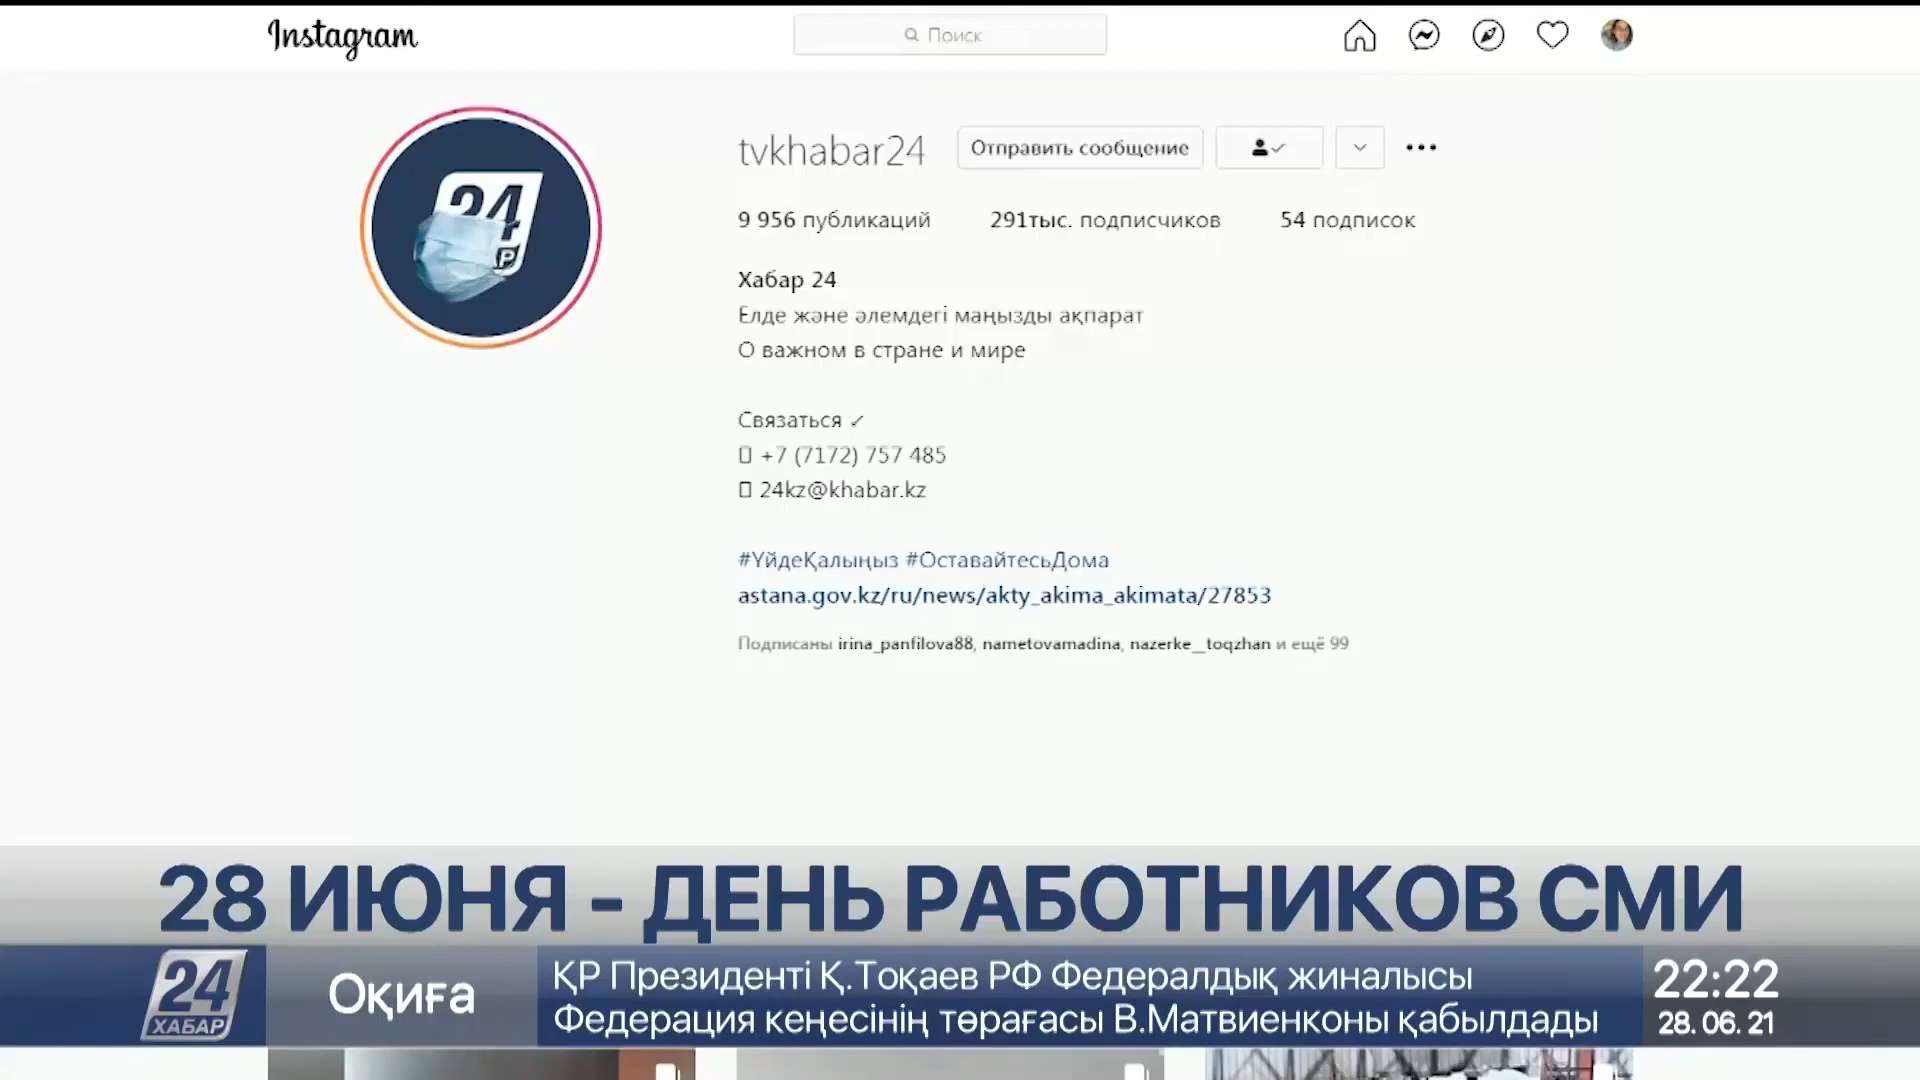 Instagram
Поиск
24
Р
tvkhabar24 Отправить сообщение
9 956 публикаций 291тыс. подписчиков 54 подписок
Хабар 24
Елде және әлемдегі маңызды ақпарат
О важном в стране и мире
Связаться ✓
+7 (7172) 757 485
24kz@khabar.kz
#ҮйдеҚалыңыз #ОставайтесьДома
astana.gov.kz/ru/news/akty_akima_akimata/27853
Подписаны irina_panfilova88, nametovamadina, nazerke__toqzhan и ещё 99
28 ИЮНЯ - ДЕНЬ РАБОТНИКОВ СМИ
24
ХАБАР
Оқиға
ҚР Президенті Қ.Тоқаев РФ Федералдық жиналысы
Федерация кеңесінің төрағасы В.Матвиенконы қабылдады
22:22
28. 06. 21